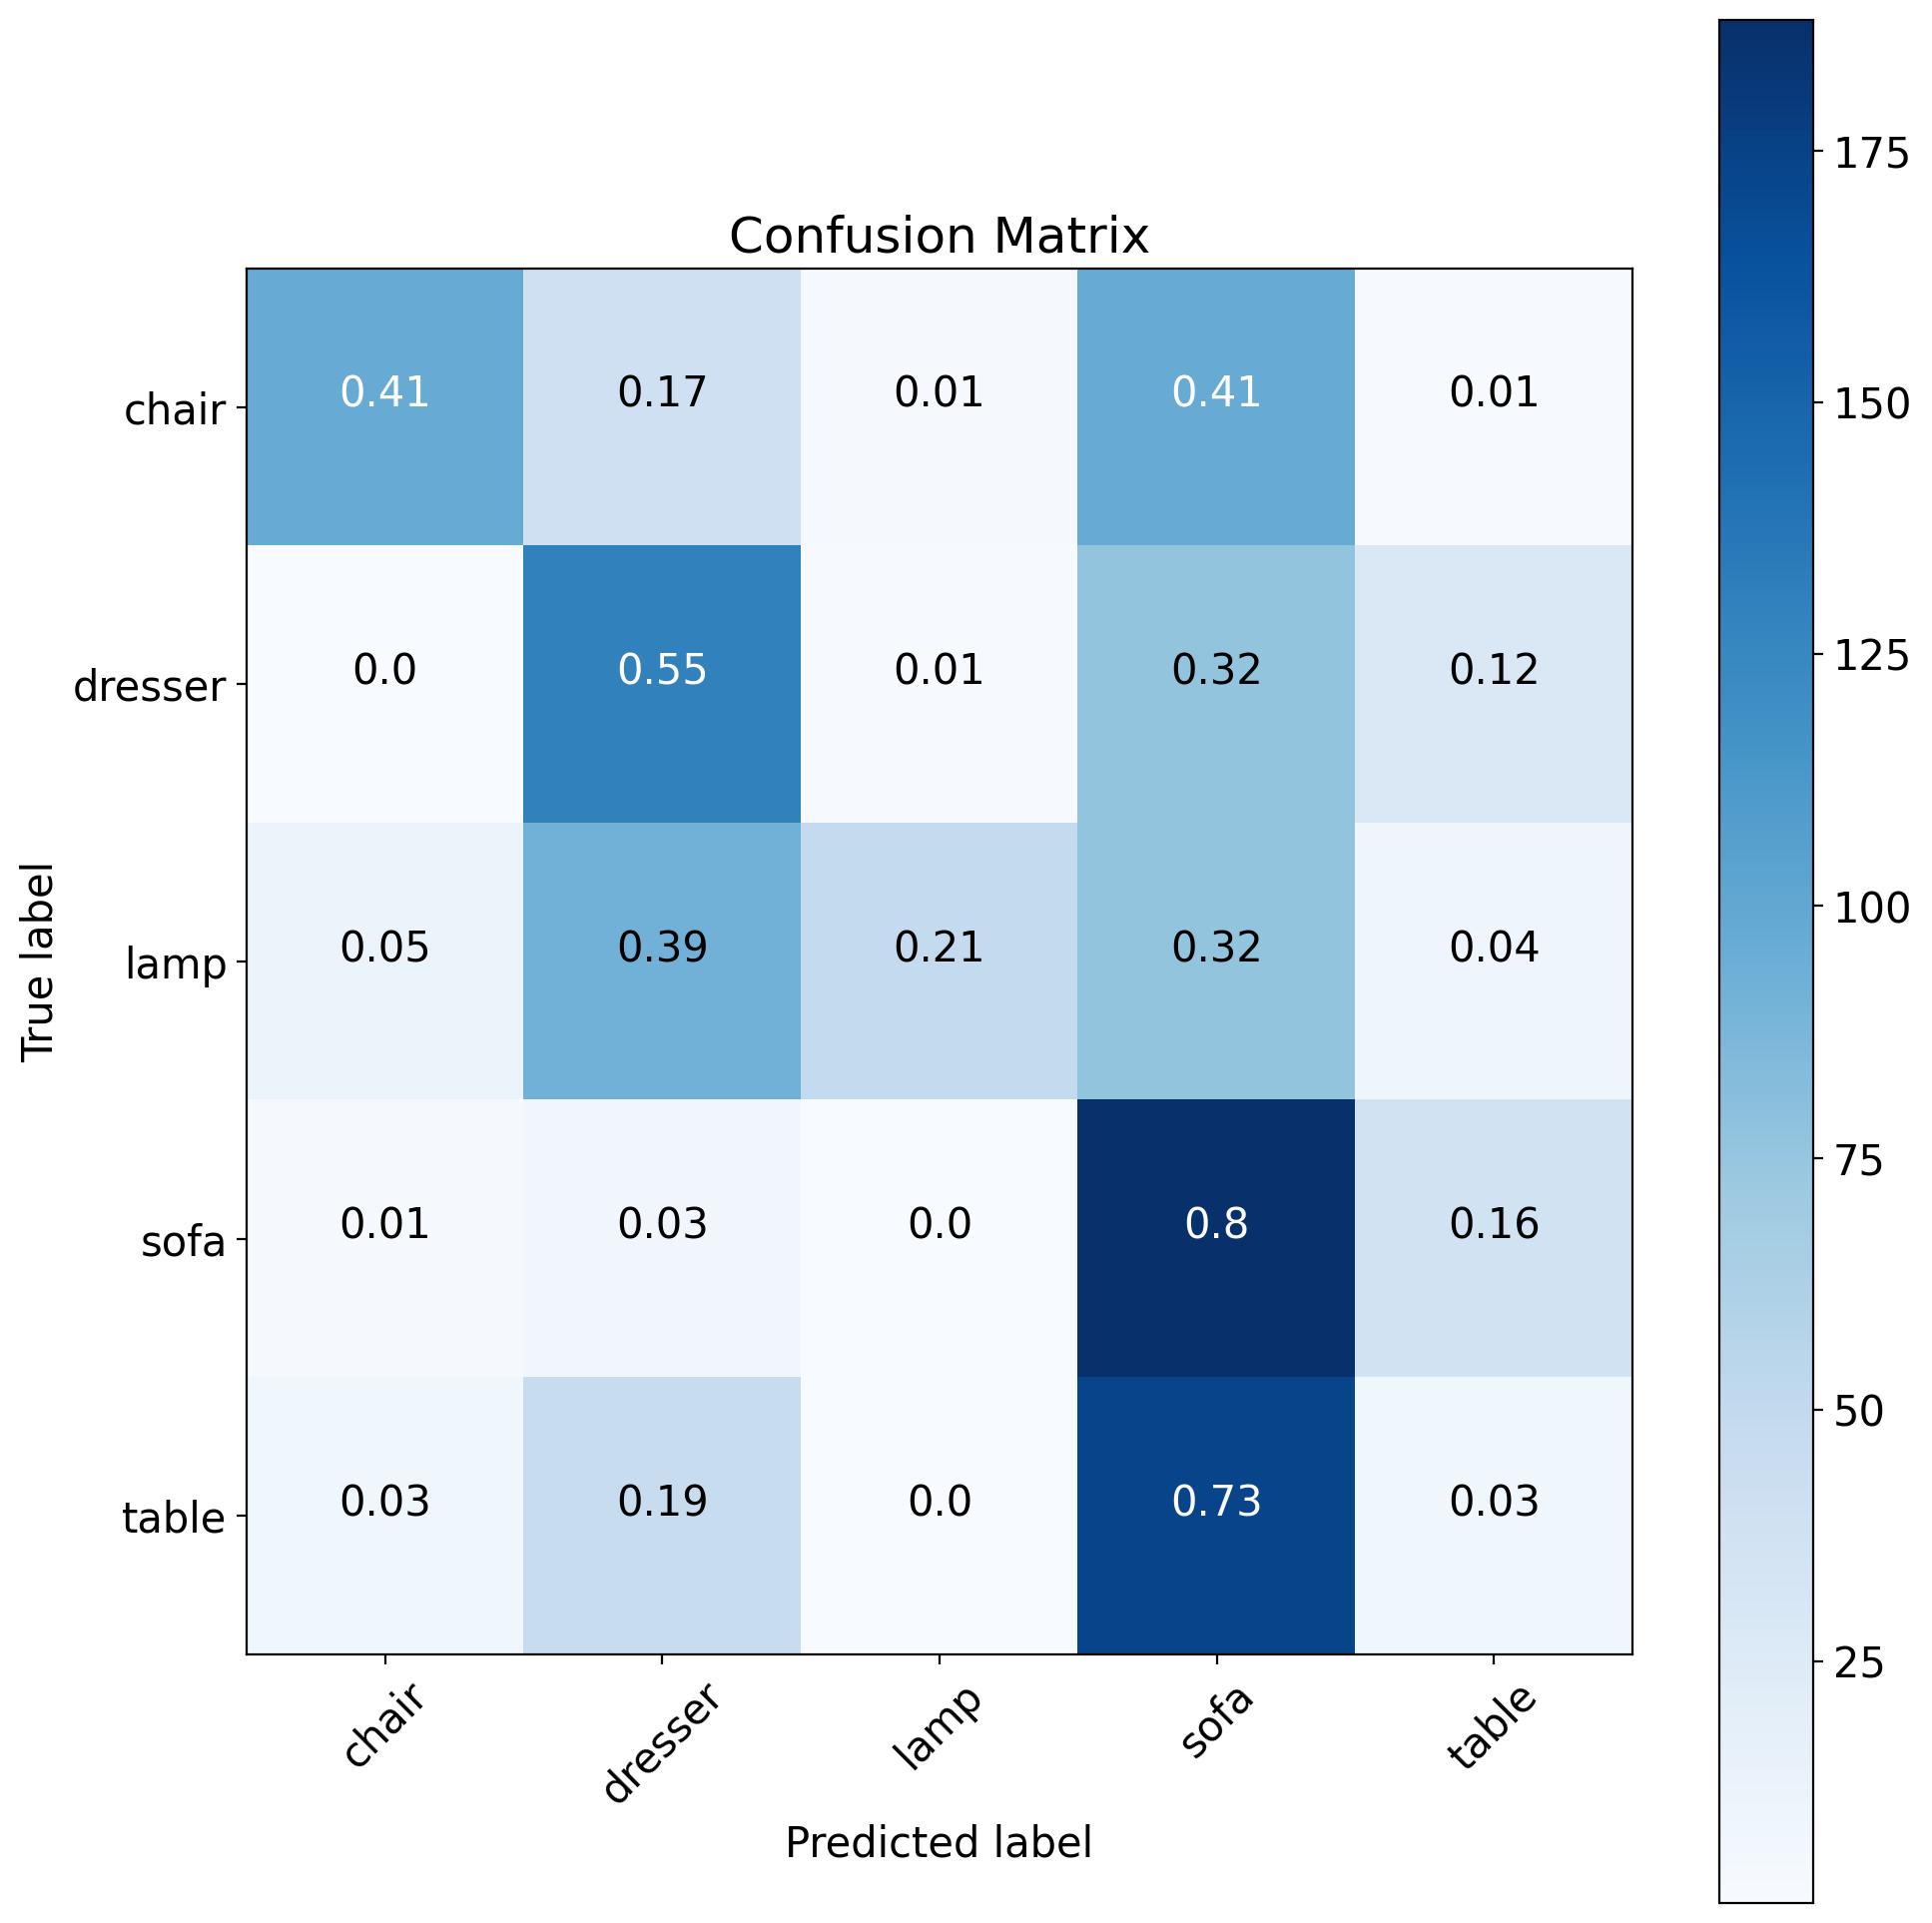 Confusion Matrix
chair 0.41 0.17 0.01 0.41 0.01
dresser 0.0 0.55 0.01 0.32 0.12
lamp 0.05 0.39 0.21 0.32 0.04
sofa 0.01 0.03 0.0 0.8 0.16
table 0.03 0.19 0.0 0.73 0.03
chair dresser lamp sofa table
Predicted label
True label
175
150
125
100
75
50
25